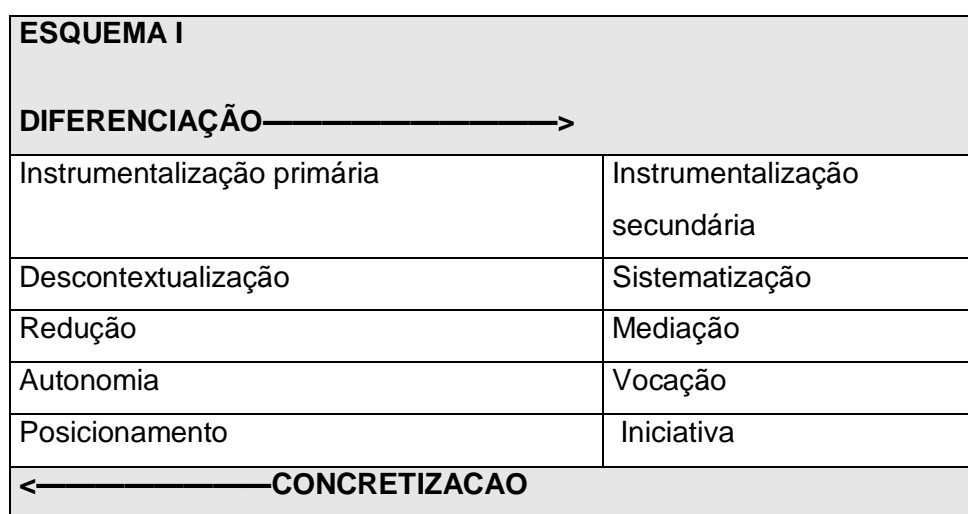 ESQUEMA I
DIFERENCIAÇÃO——————————>
Instrumentalização primária
Instrumentalização
secundária
Descontextualização
Sistematização
Redução
Mediação
Autonomia
Vocação
Posicionamento
Iniciativa
<————————CONCRETIZACAO